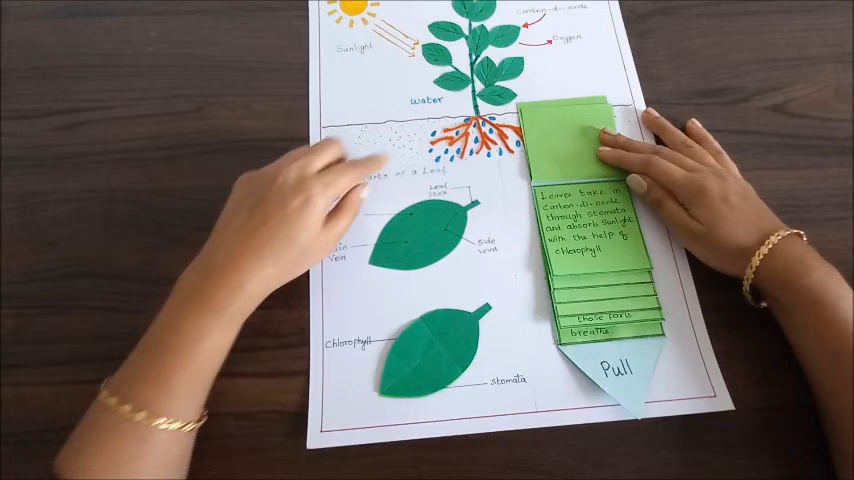 Carbon-di-oxide
Oxygen
Sunlight
water
Parts of a Leaf
Leaf
stalk
side
veins
vein
Leaves take in
carbon-di-oxide
through stomata
and absorb Sunlight
with the help of
chlorophyll
those parts
breathe.
Chlorophyll
stomata
Pull